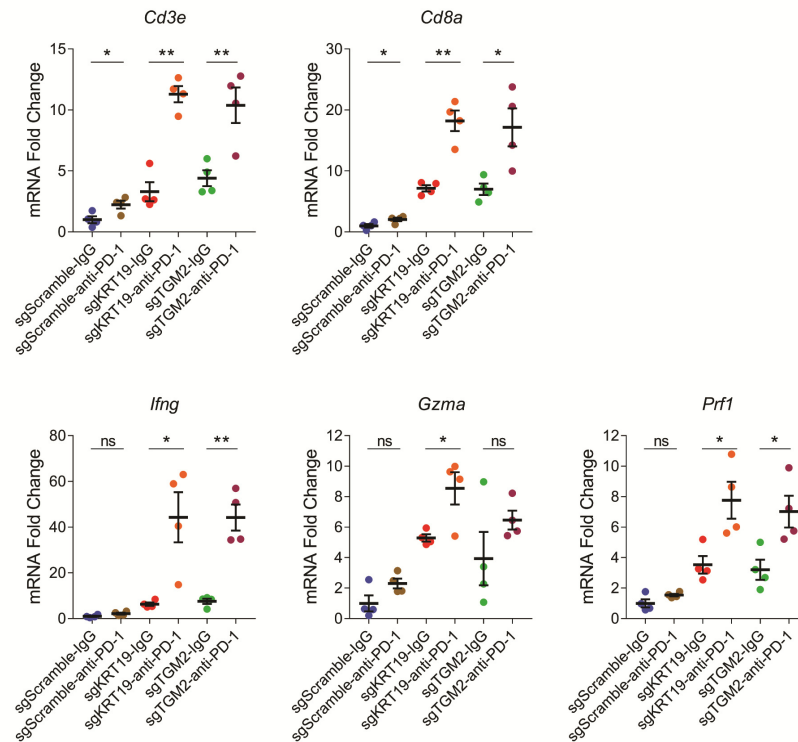 Cd3e
mRNA Fold Change
15
10
5
0
*
**
**
sgScramble-IgG
sgScramble-anti-PD-1
sgKRT19-IgG
sgKRT19-anti-PD-1
sgTGM2-IgG
sgTGM2-anti-PD-1
Cd8a
mRNA Fold Change
30
20
10
0
*
**
*
sgScramble-IgG
sgScramble-anti-PD-1
sgKRT19-IgG
sgKRT19-anti-PD-1
sgTGM2-IgG
sgTGM2-anti-PD-1
Ifng
mRNA Fold Change
80
60
40
20
0
ns
*
**
sgScramble-IgG
sgScramble-anti-PD-1
sgKRT19-IgG
sgKRT19-anti-PD-1
sgTGM2-IgG
sgTGM2-anti-PD-1
Gzma
mRNA Fold Change
12
10
8
6
4
2
0
ns
*
ns
sgScramble-IgG
sgScramble-anti-PD-1
sgKRT19-IgG
sgKRT19-anti-PD-1
sgTGM2-IgG
sgTGM2-anti-PD-1
Prf1
mRNA Fold Change
12
10
8
6
4
2
0
ns
*
*
sgScramble-IgG
sgScramble-anti-PD-1
sgKRT19-IgG
sgKRT19-anti-PD-1
sgTGM2-IgG
sgTGM2-anti-PD-1